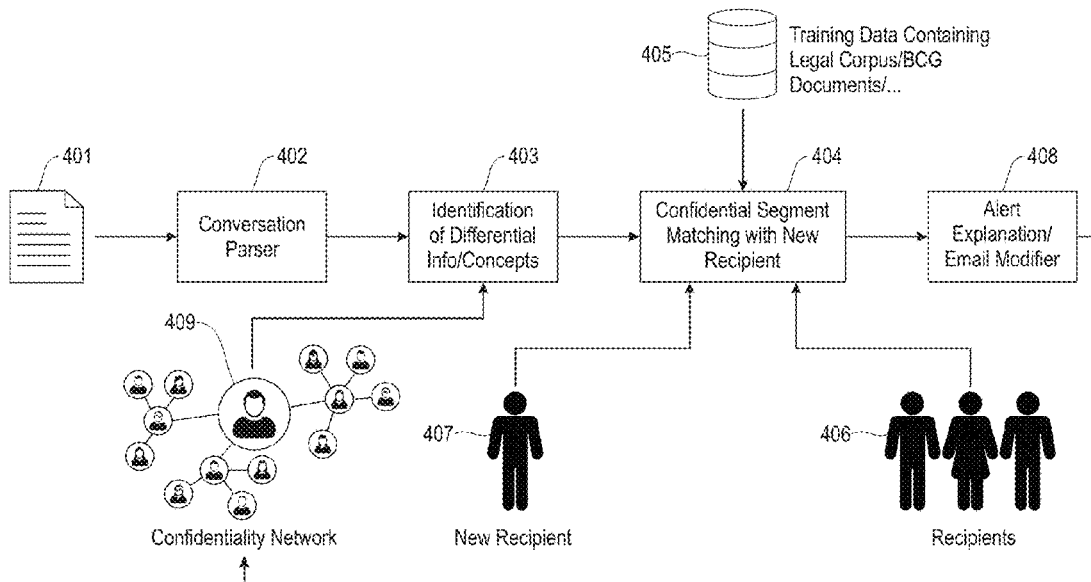 405
Training Data Containing
Legal Corpus/BCG
Documents/...
401
402
403
404
408
Conversation
Parser
Identification
of Differential
Info/Concepts
Confidential Segment
Matching with New
Recipient
Alert
Explanation/
Email Modifier
409
407
406
Confidentiality Network
New Recipient
Recipients